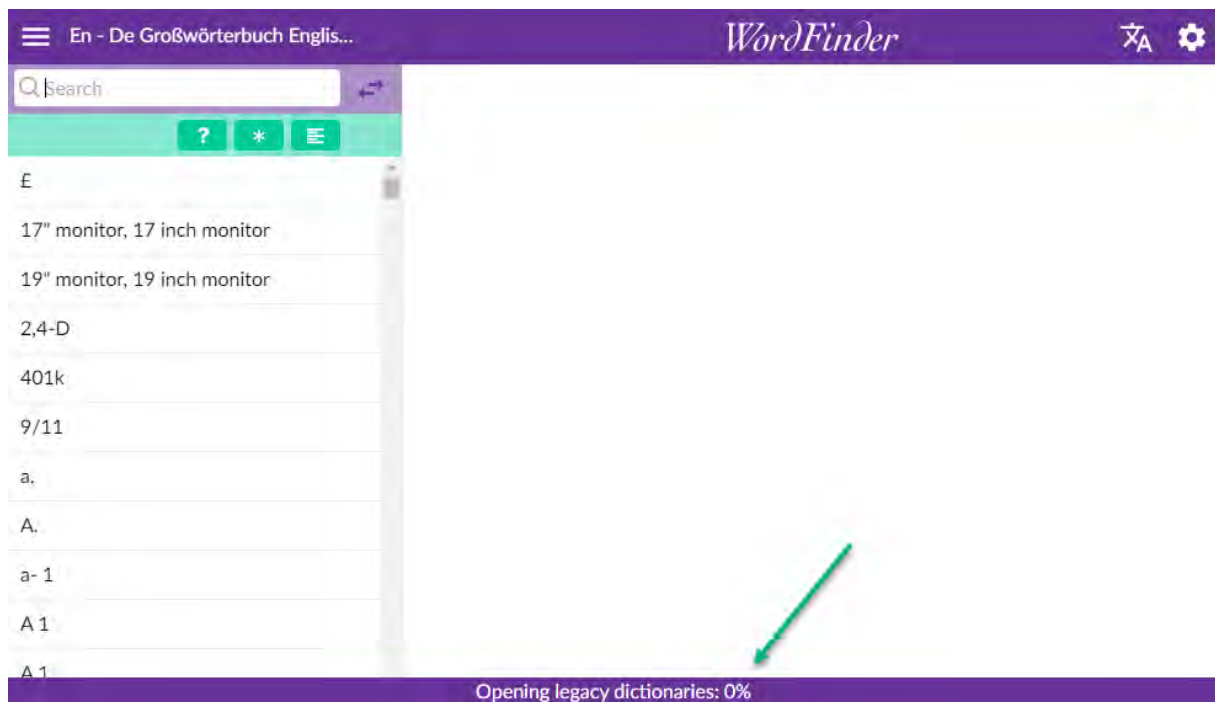 En - De Großwörterbuch Englis...
WordFinder
Search
? *
£
17" monitor, 17 inch monitor
19" monitor, 19 inch monitor
2,4-D
401k
9/11
a.
A.
a- 1
A 1
A 1
Opening legacy dictionaries: 0%